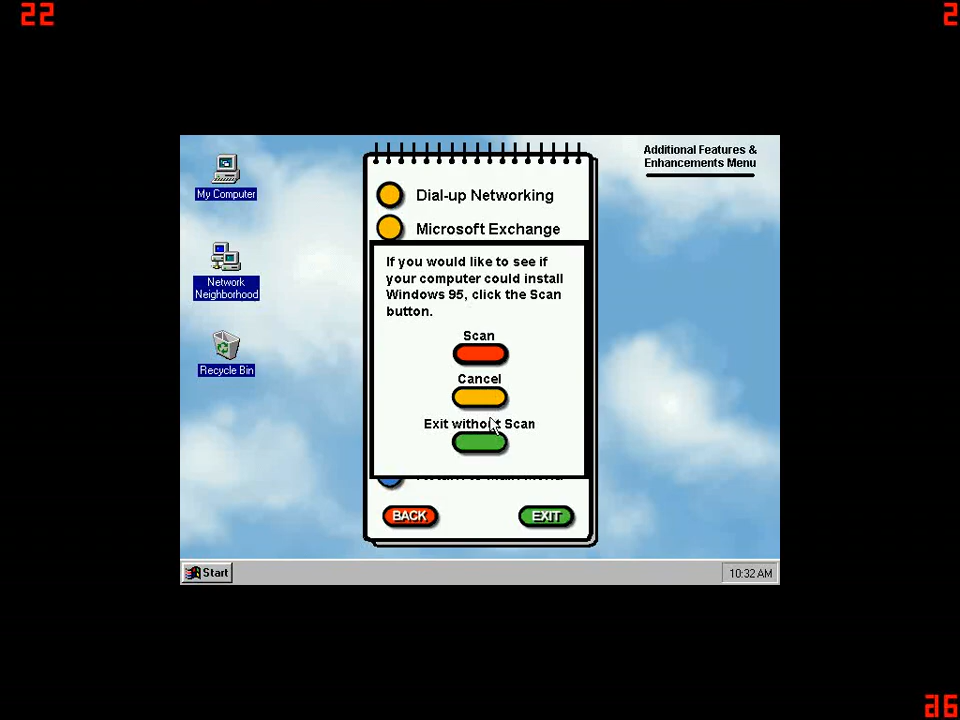 22
2
Additional Features &
Enhancements Menu
My Computer
Dial-up Networking
Microsoft Exchange
If you would like to see if
your computer could install
Windows 95, click the Scan
button.
Network
Neighborhood
Scan
Recycle Bin
Cancel
Exit without Scan
BACK
EXIT
Start
10:32 AM